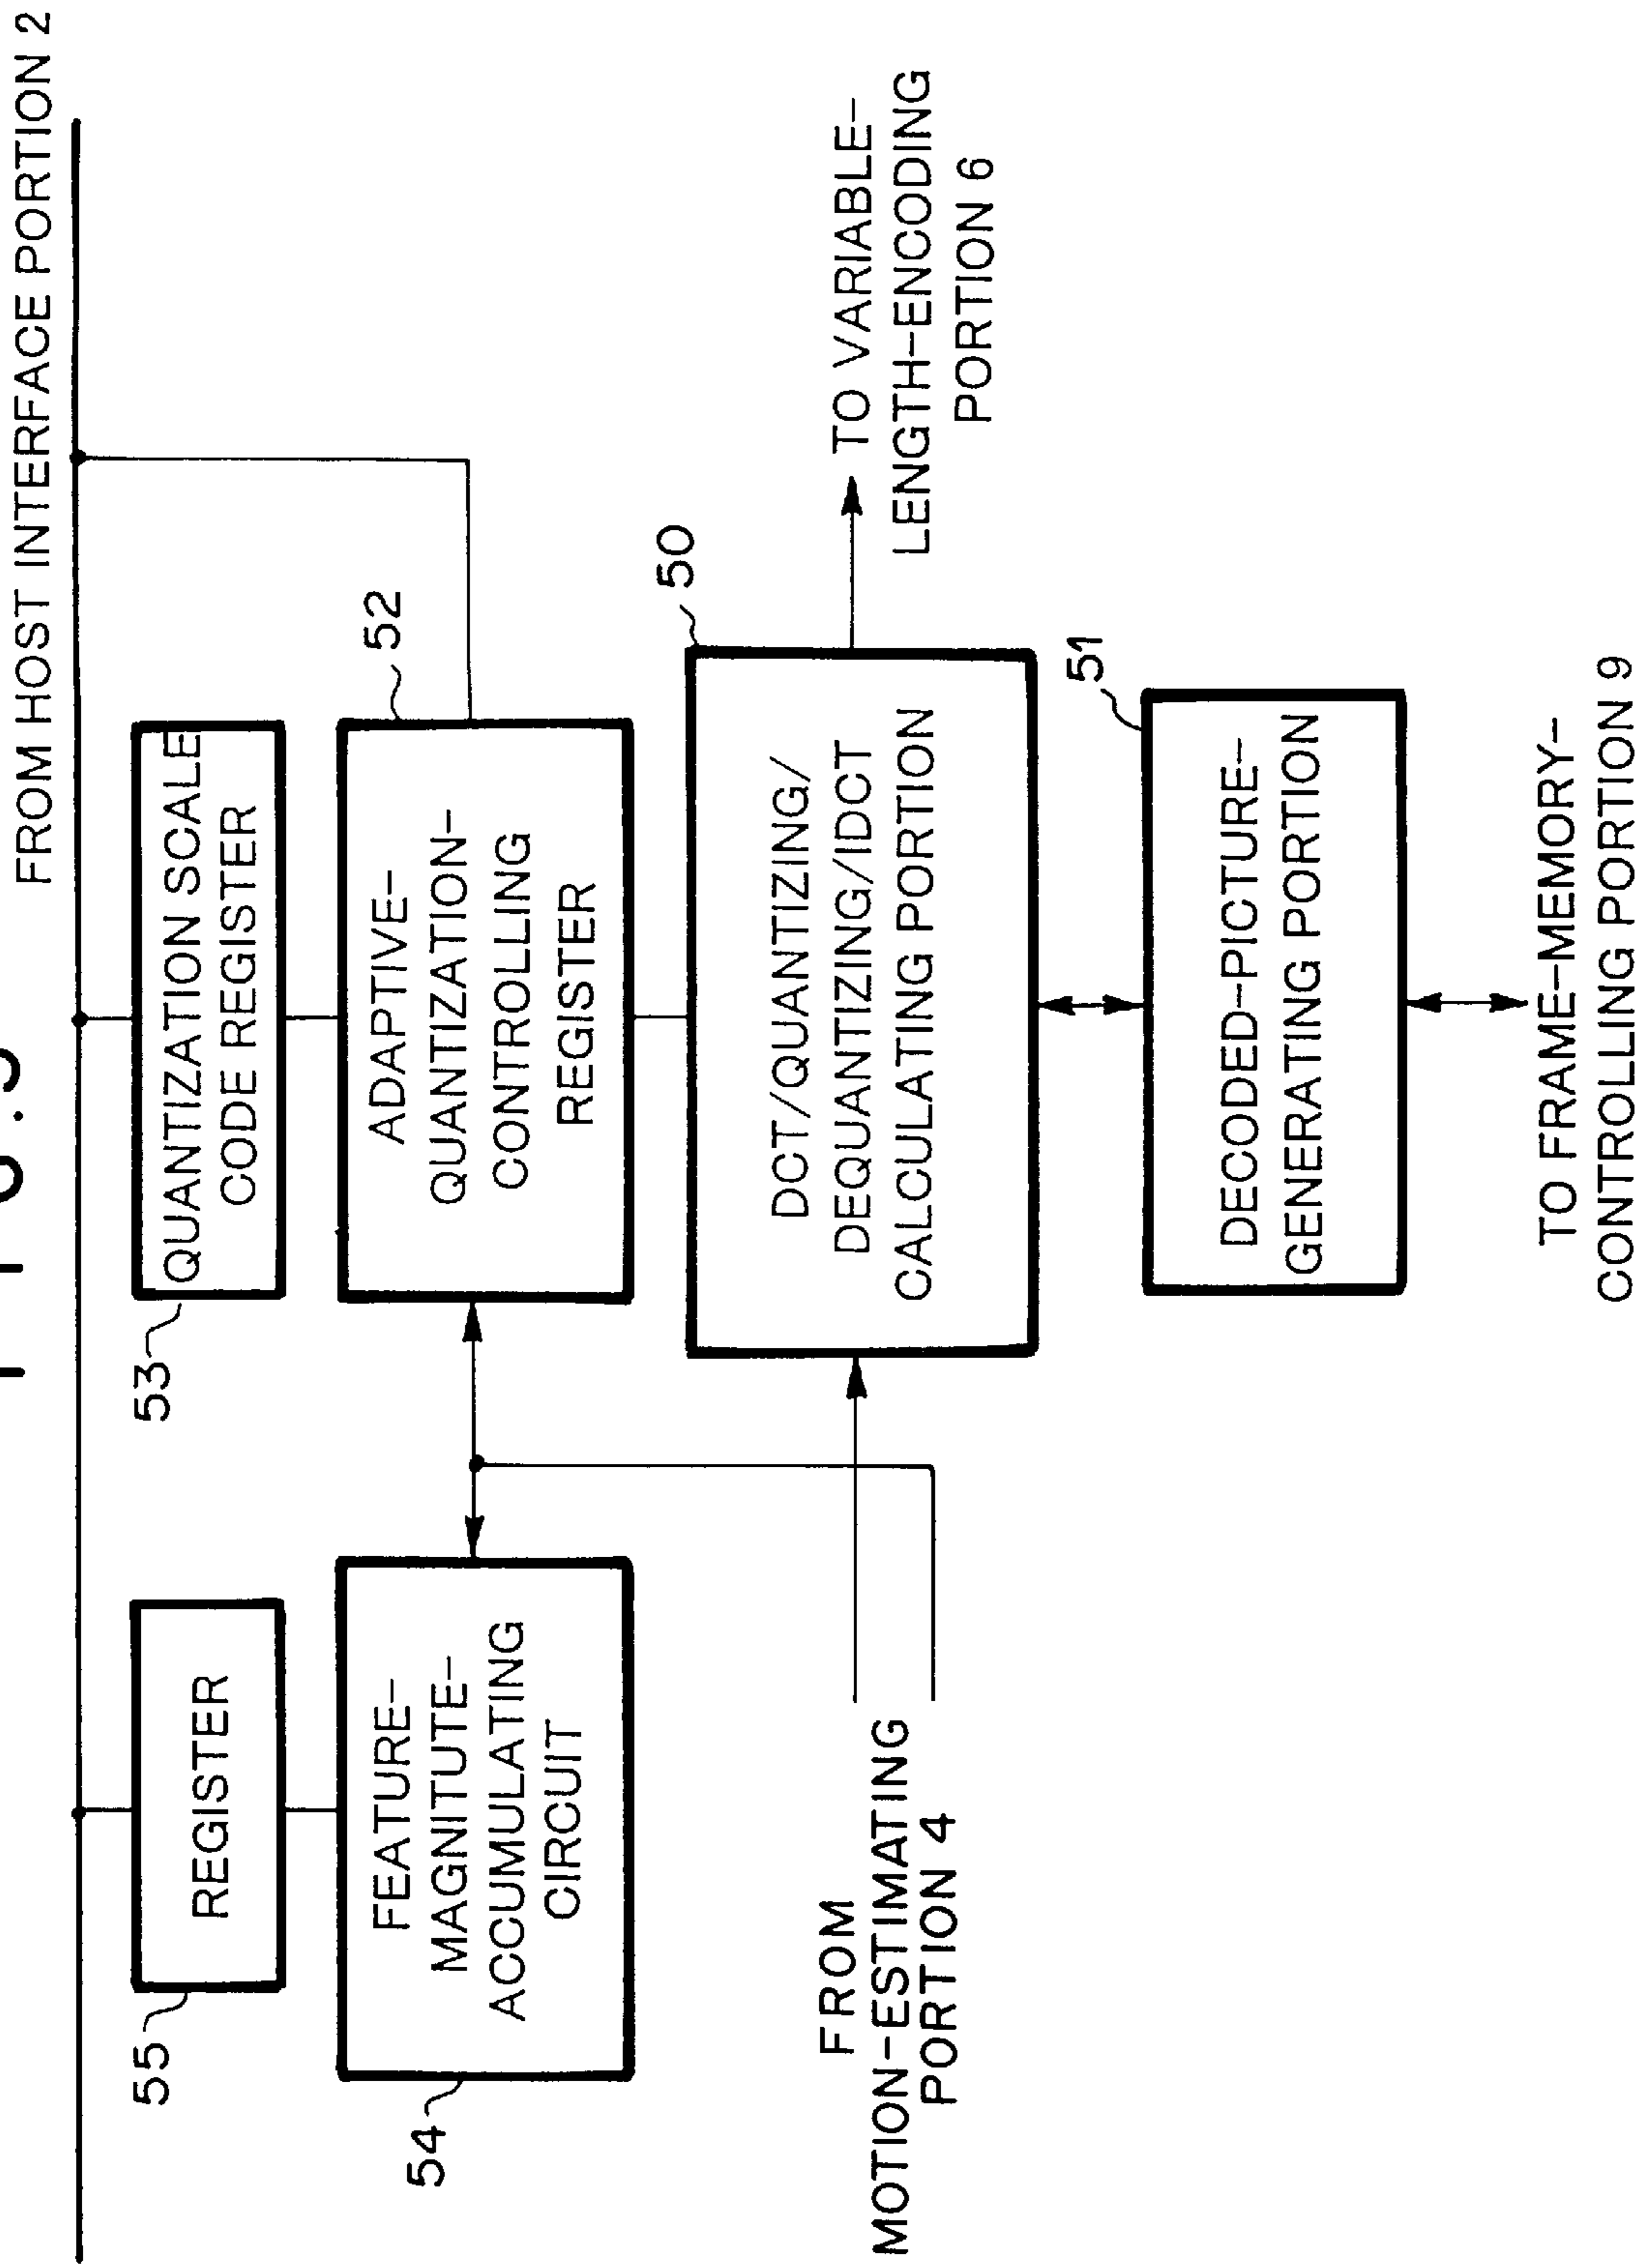 FROM HOST INTERFACE PORTION 2
55
REGISTER
53
QUANTIZATION SCALE
CODE REGISTER
54
FEATURE-
MAGNITUTE-
ACCUMULATING
CIRCUIT
52
ADAPTIVE-
QUANTIZATION-
CONTROLLING
REGISTER
50
DCT/QUANTIZING/
DEQUANTIZING/IDCT
CALCULATING PORTION
FROM
MOTION-ESTIMATING
PORTION 4
TO VARIABLE-
LENGTH-ENCODING
PORTION 6
51
DECODED-PICTURE-
GENERATING PORTION
TO FRAME-MEMORY-
CONTROLLING PORTION 9